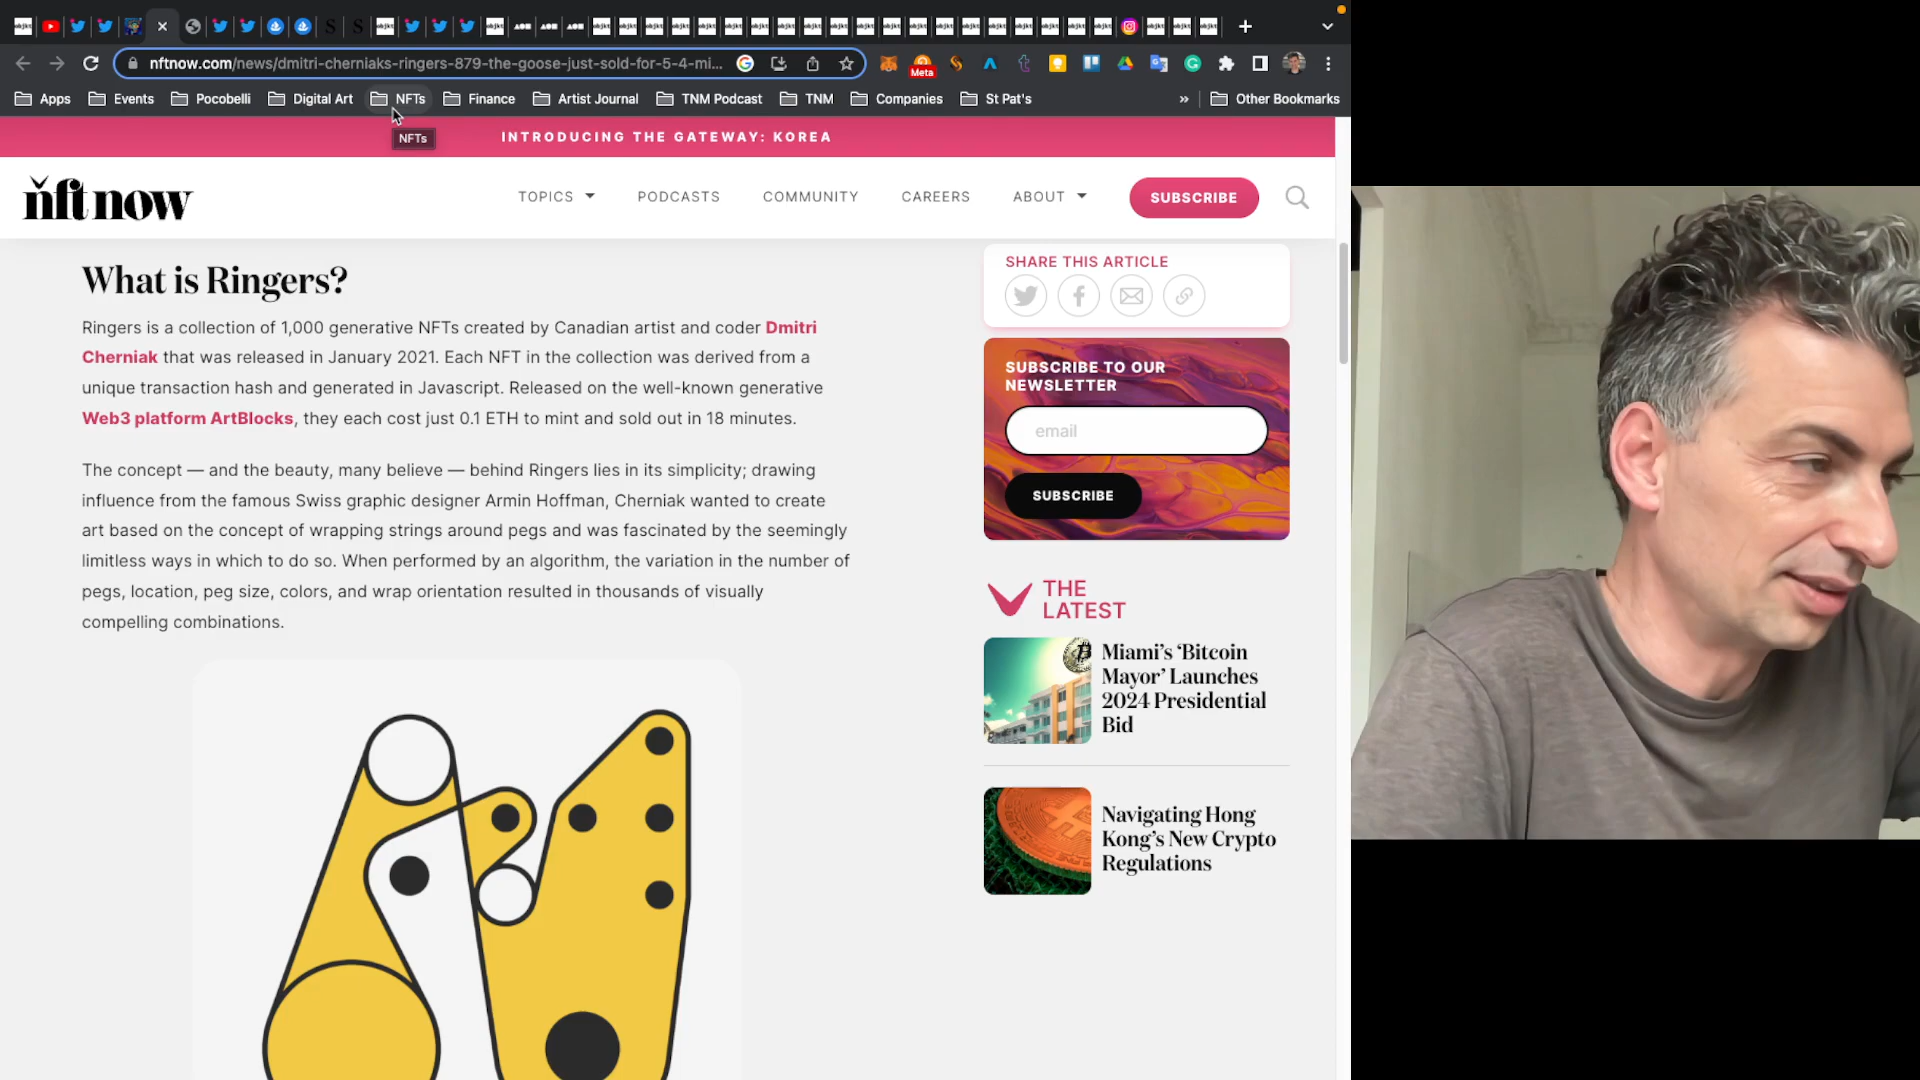 nftnow.com/news/dmitri-cherniaks-ringers-879-the-goose-just-sold-for-5-4-mi...
Meta
Apps Events Pocobelli Digital Art NFTs Finance Artist Journal TNM Podcast TNM Companies St Pat's » Other Bookmarks
NFTs
INTRODUCING THE GATEWAY: KOREA
nft now
TOPICS PODCASTS COMMUNITY CAREERS ABOUT SUBSCRIBE
What is Ringers?
Ringers is a collection of 1,000 generative NFTs created by Canadian artist and coder Dmitri
Cherniak that was released in January 2021. Each NFT in the collection was derived from a
unique transaction hash and generated in Javascript. Released on the well-known generative
Web3 platform ArtBlocks, they each cost just 0.1 ETH to mint and sold out in 18 minutes.
The concept — and the beauty, many believe — behind Ringers lies in its simplicity; drawing
influence from the famous Swiss graphic designer Armin Hoffman, Cherniak wanted to create
art based on the concept of wrapping strings around pegs and was fascinated by the seemingly
limitless ways in which to do so. When performed by an algorithm, the variation in the number of
pegs, location, peg size, colors, and wrap orientation resulted in thousands of visually
compelling combinations.
SHARE THIS ARTICLE
SUBSCRIBE TO OUR
NEWSLETTER
email
SUBSCRIBE
THE
LATEST
Miami's 'Bitcoin
Mayor' Launches
2024 Presidential
Bid
Navigating Hong
Kong's New Crypto
Regulations